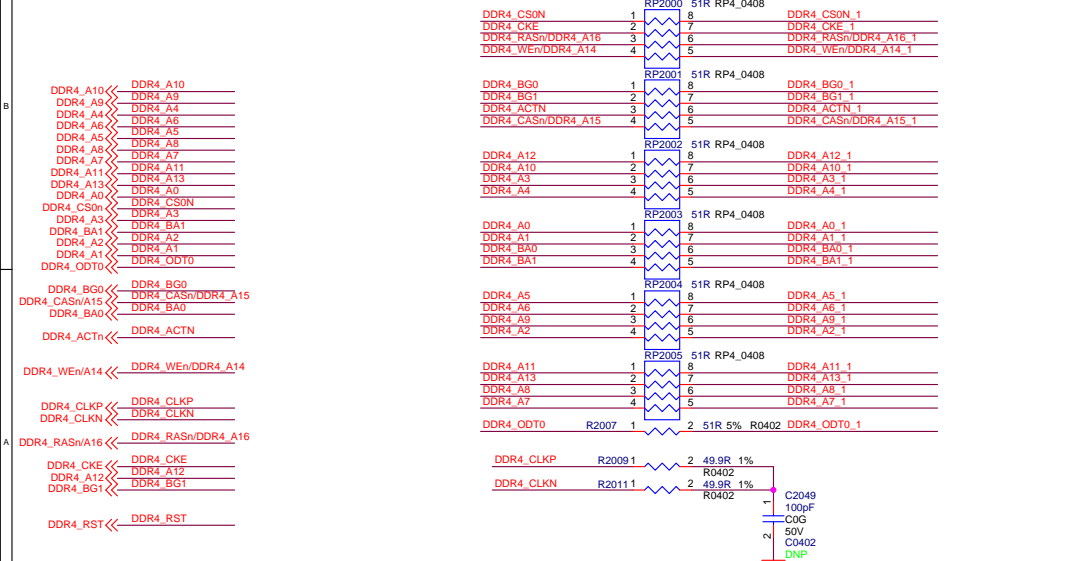 B
A
DDR4_A10 DDR4_A10
DDR4_A9 DDR4_A9
DDR4_A4 DDR4_A4
DDR4_A6 DDR4_A6
DDR4_A5 DDR4_A5
DDR4_A8 DDR4_A8
DDR4_A7 DDR4_A7
DDR4_A11 DDR4_A11
DDR4_A13 DDR4_A13
DDR4_A0 DDR4_A0
DDR4_CS0n DDR4_CS0N
DDR4_A3 DDR4_A3
DDR4_BA1 DDR4_BA1
DDR4_A2 DDR4_A2
DDR4_A1 DDR4_A1
DDR4_ODT0 DDR4_ODT0
DDR4_BG0 DDR4_BG0
DDR4_CASn/A15 DDR4_CASn/DDR4_A15
DDR4_BA0 DDR4_BA0
DDR4_ACTn DDR4_ACTN
DDR4_WEn/A14 DDR4_WEn/DDR4_A14
DDR4_CLKP DDR4_CLKP
DDR4_CLKN DDR4_CLKN
DDR4_RASn/A16 DDR4_RASn/DDR4_A16
DDR4_CKE DDR4_CKE
DDR4_A12 DDR4_A12
DDR4_BG1 DDR4_BG1
DDR4_RST DDR4_RST
RP2000 51R RP4_0408
DDR4_CS0N 1 8 DDR4_CS0N_1
DDR4_CKE 2 7 DDR4_CKE_1
DDR4_RASn/DDR4_A16 3 6 DDR4_RASn/DDR4_A16_1
DDR4_WEn/DDR4_A14 4 5 DDR4_WEn/DDR4_A14_1
RP2001 51R RP4_0408
DDR4_BG0 1 8 DDR4_BG0_1
DDR4_BG1 2 7 DDR4_BG1_1
DDR4_ACTN 3 6 DDR4_ACTN_1
DDR4_CASn/DDR4_A15 4 5 DDR4_CASn/DDR4_A15_1
RP2002 51R RP4_0408
DDR4_A12 1 8 DDR4_A12_1
DDR4_A10 2 7 DDR4_A10_1
DDR4_A3 3 6 DDR4_A3_1
DDR4_A4 4 5 DDR4_A4_1
RP2003 51R RP4_0408
DDR4_A0 1 8 DDR4_A0_1
DDR4_A1 2 7 DDR4_A1_1
DDR4_BA0 3 6 DDR4_BA0_1
DDR4_BA1 4 5 DDR4_BA1_1
RP2004 51R RP4_0408
DDR4_A5 1 8 DDR4_A5_1
DDR4_A6 2 7 DDR4_A6_1
DDR4_A9 3 6 DDR4_A9_1
DDR4_A2 4 5 DDR4_A2_1
RP2005 51R RP4_0408
DDR4_A11 1 8 DDR4_A11_1
DDR4_A13 2 7 DDR4_A13_1
DDR4_A8 3 6 DDR4_A8_1
DDR4_A7 4 5 DDR4_A7_1
DDR4_ODT0 R2007 1 2 51R 5% R0402 DDR4_ODT0_1
DDR4_CLKP R2009 1 2 49.9R 1%
R0402
DDR4_CLKN R2011 1 2 49.9R 1%
R0402
1
2
C2049
100pF
C0G
50V
C0402
DNP